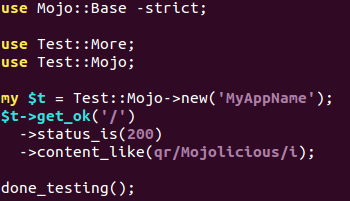 use Mojo::Base -strict;
use Test::More;
use Test::Mojo;
my $t = Test::Mojo->new('MyAppName');
$t->get_ok('/')
->status_is(200)
->content_like(qr/Mojolicious/i);
done_testing();